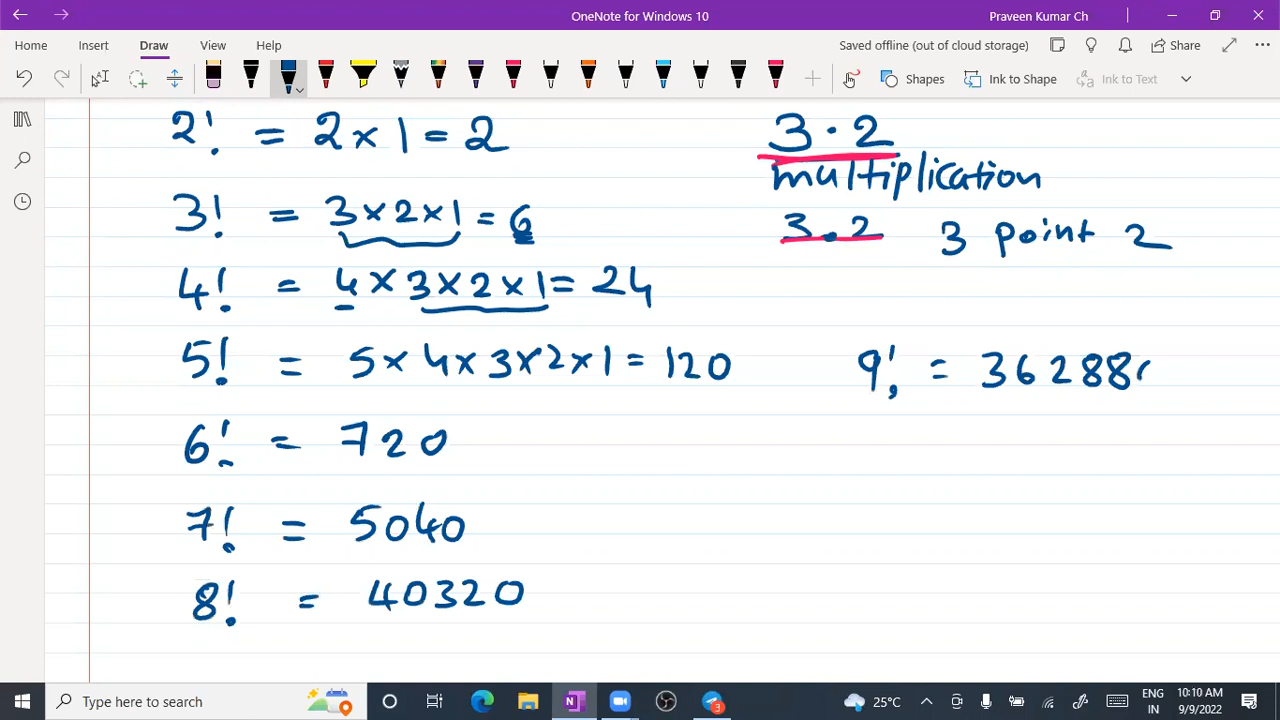 OneNote for Windows 10
Praveen Kumar Ch
Home Insert Draw View Help
Saved offline (out of cloud storage)
Share
Shapes
Ink to Shape
Ink to Text
2! = 2 × 1 = 2
3! = 3 × 2 × 1 = 6
4! = 4 × 3 × 2 × 1 = 24
5! = 5 × 4 × 3 × 2 × 1 = 120
6! = 720
7! = 5040
8! = 40320
3 · 2
multiplication
3.2 3 point 2
9! = 36288
Type here to search
3
25°C
ENG
IN
10:10 AM
9/9/2022